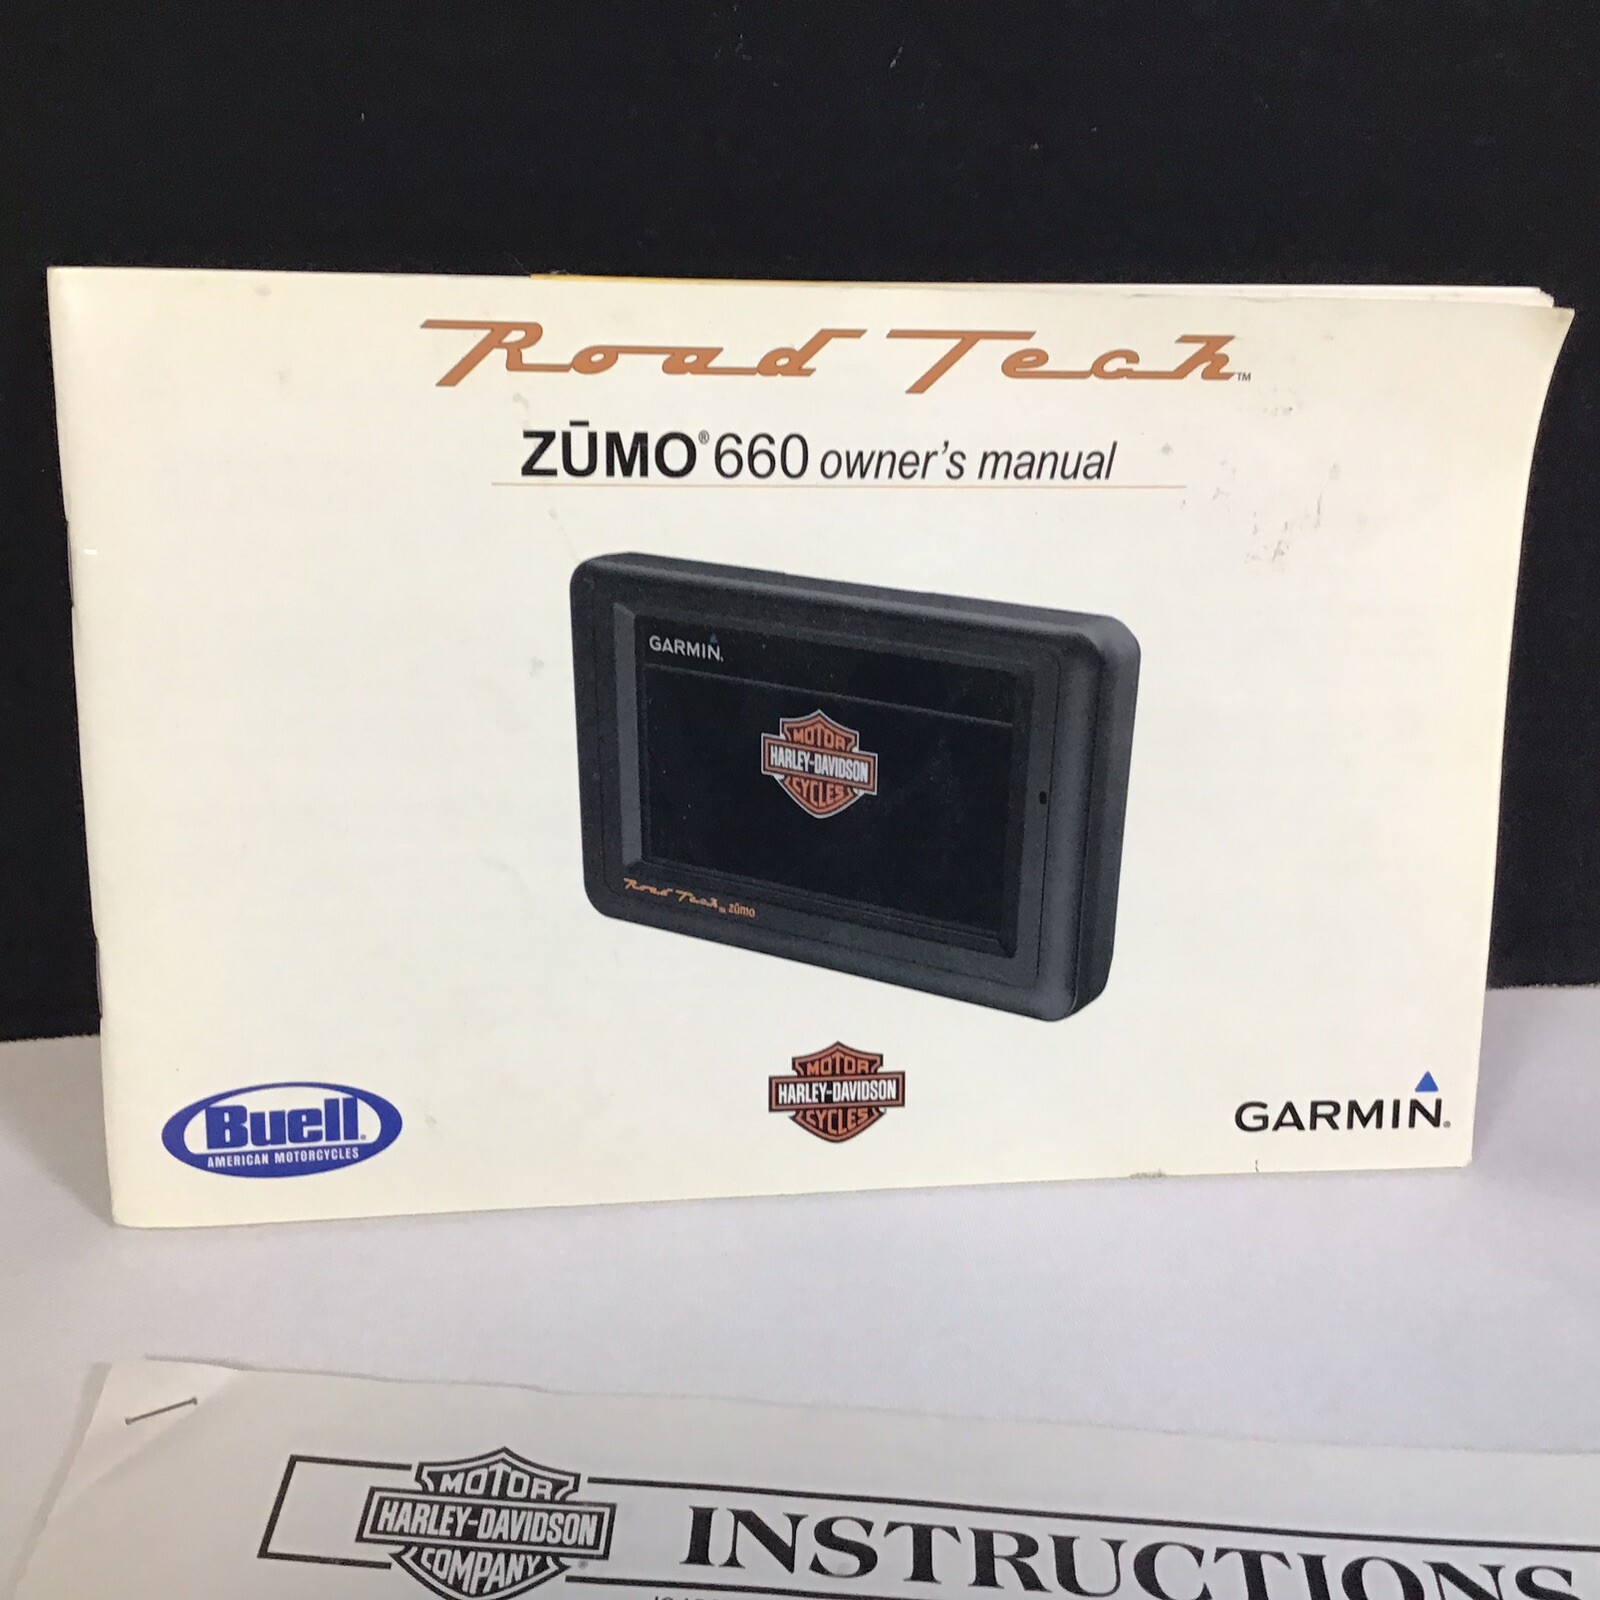 Road Tech™
ZŪMO® 660 owner's manual
GARMIN.
MOTOR
HARLEY-DAVIDSON
CYCLES
Road Tech™ zūmo
MOTOR
HARLEY-DAVIDSON
CYCLES
Buell.
AMERICAN MOTORCYCLES
GARMIN®
MOTOR
HARLEY-DAVIDSON
COMPANY®
INSTRUCTIONS